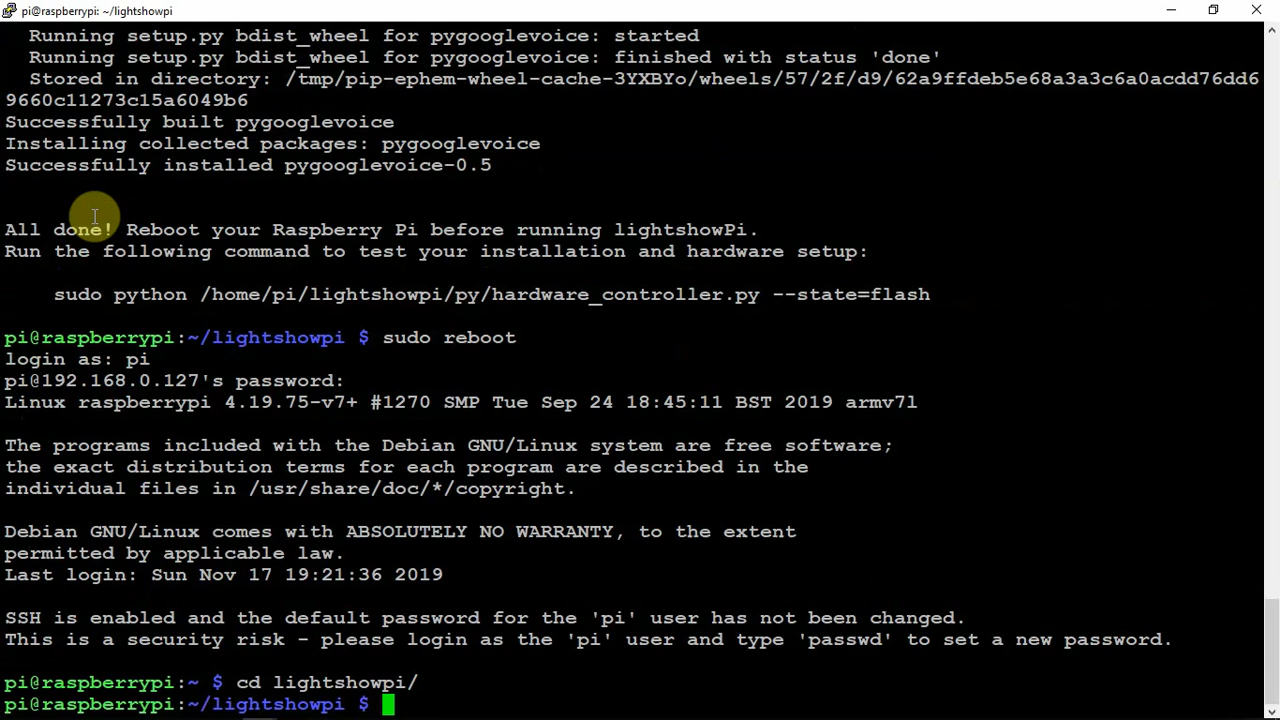 pi@raspberrypi: ~/lightshowpi
Running setup.py bdist_wheel for pygooglevoice: started
Running setup.py bdist_wheel for pygooglevoice: finished with status 'done'
Stored in directory: /tmp/pip-ephem-wheel-cache-3YXBYo/wheels/57/2f/d9/62a9ffdeb5e68a3a3c6a0acdd76dd6
9660c11273c15a6049b6
Successfully built pygooglevoice
Installing collected packages: pygooglevoice
Successfully installed pygooglevoice-0.5
All done! Reboot your Raspberry Pi before running lightshowPi.
Run the following command to test your installation and hardware setup:
sudo python /home/pi/lightshowpi/py/hardware_controller.py --state=flash
pi@raspberrypi:~/lightshowpi $ sudo reboot
login as: pi
pi@192.168.0.127's password:
Linux raspberrypi 4.19.75-v7+ #1270 SMP Tue Sep 24 18:45:11 BST 2019 armv7l
The programs included with the Debian GNU/Linux system are free software;
the exact distribution terms for each program are described in the
individual files in /usr/share/doc/*/copyright.
Debian GNU/Linux comes with ABSOLUTELY NO WARRANTY, to the extent
permitted by applicable law.
Last login: Sun Nov 17 19:21:36 2019
SSH is enabled and the default password for the 'pi' user has not been changed.
This is a security risk - please login as the 'pi' user and type 'passwd' to set a new password.
pi@raspberrypi:~ $ cd lightshowpi/
pi@raspberrypi:~/lightshowpi $